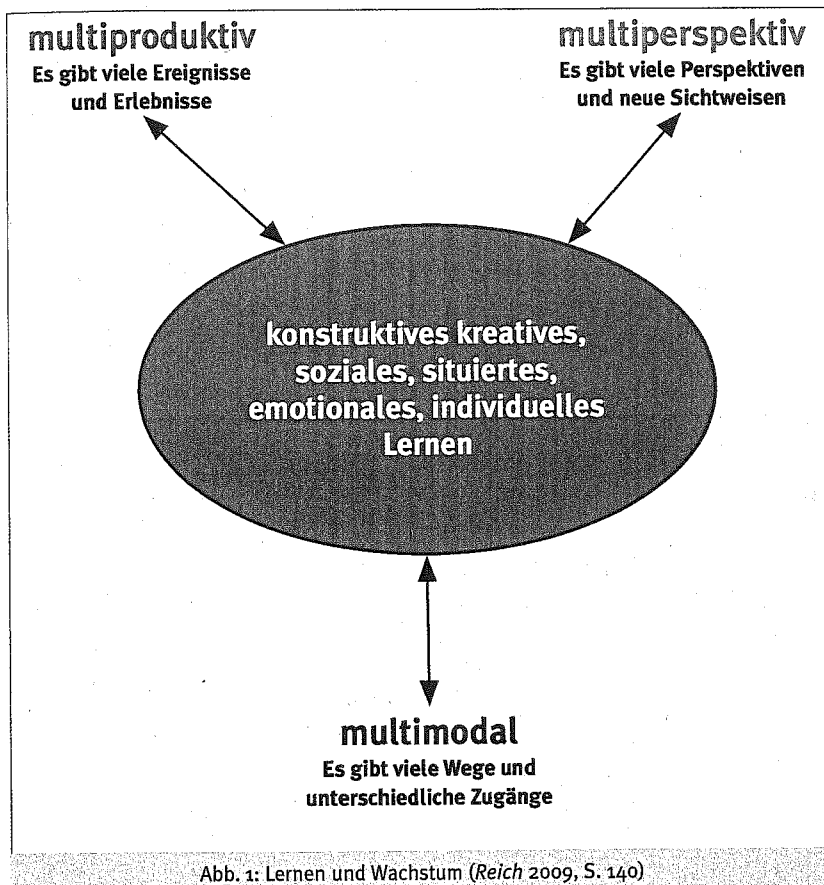 multiproduktiv
Es gibt viele Ereignisse
und Erlebnisse
multiperspektiv
Es gibt viele Perspektiven
und neue Sichtweisen
konstruktives kreatives,
soziales, situiertes,
emotionales, individuelles
Lernen
multimodal
Es gibt viele Wege und
unterschiedliche Zugänge
Abb. 1: Lernen und Wachstum (Reich 2009, S. 140)